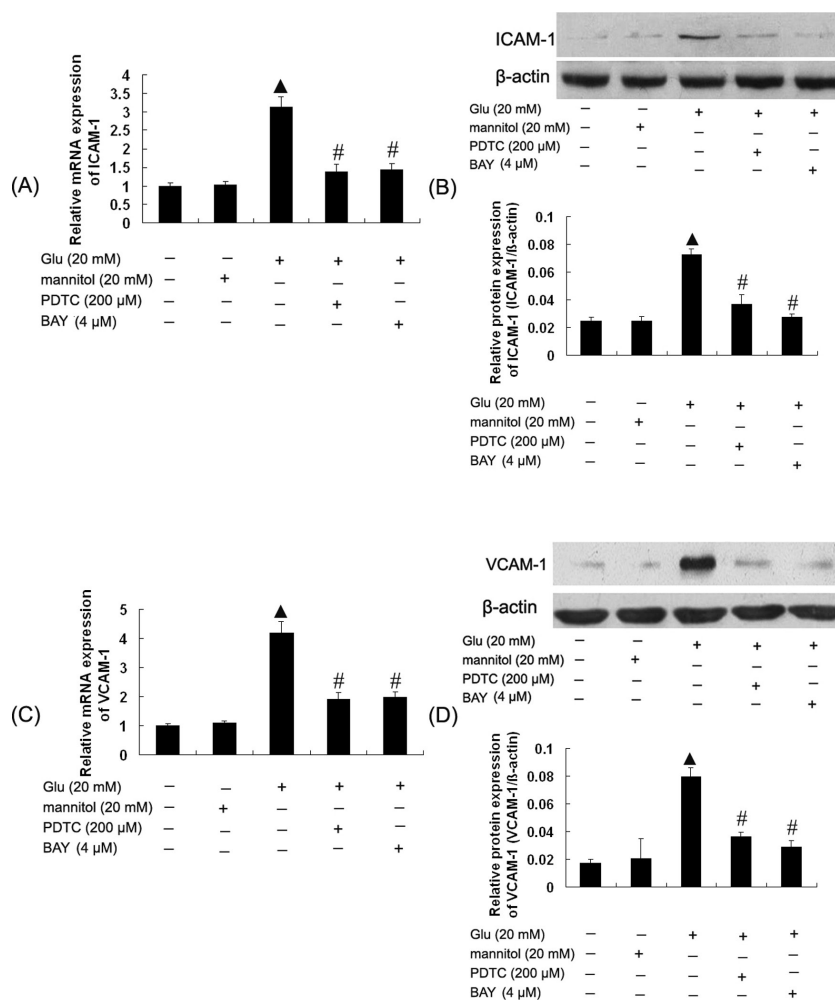 (A)
Relative mRNA expression
of ICAM-1
4
3.5
3
2.5
2
1.5
1
0.5
0
▲
#
#
Glu (20 mM) – – + + +
mannitol (20 mM) – + – – –
PDTC (200 µM) – – – + –
BAY (4 µM) – – – – +
ICAM-1
β-actin
Glu (20 mM) – – + + +
mannitol (20 mM) – + – – –
PDTC (200 µM) – – – + –
BAY (4 µM) – – – – +
(B)
Relative protein expression
of ICAM-1 (ICAM-1/ß-actin)
0.1
0.08
0.06
0.04
0.02
0
▲
#
#
Glu (20 mM) – – + + +
mannitol (20 mM) – + – – –
PDTC (200 µM) – – – + –
BAY (4 µM) – – – – +
(C)
Relative mRNA expression
of VCAM-1
5
4
3
2
1
0
▲
#
#
Glu (20 mM) – – + + +
mannitol (20 mM) – + – – –
PDTC (200 µM) – – – + –
BAY (4 µM) – – – – +
VCAM-1
β-actin
Glu (20 mM) – – + + +
mannitol (20 mM) – + – – –
PDTC (200 µM) – – – + –
BAY (4 µM) – – – – +
(D)
Relative protein expression
of VCAM-1 (VCAM-1/ß-actin)
0.1
0.08
0.06
0.04
0.02
0
▲
#
#
Glu (20 mM) – – + + +
mannitol (20 mM) – + – – –
PDTC (200 µM) – – – + –
BAY (4 µM) – – – – +